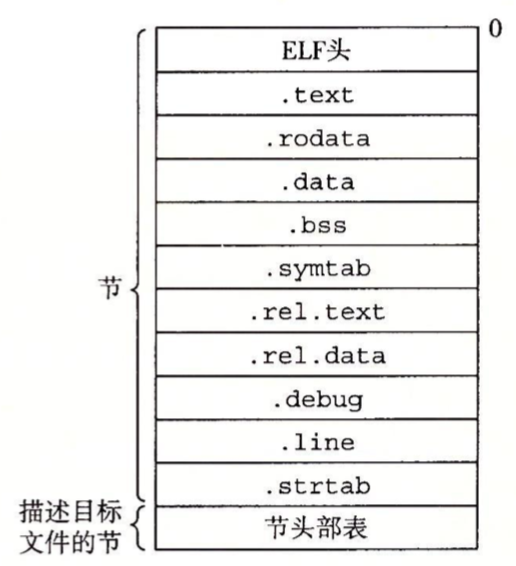 0
ELF头
.text
.rodata
.data
.bss
.symtab
.rel.text
.rel.data
.debug
.line
.strtab
节头部表
节
描述目标
文件的节